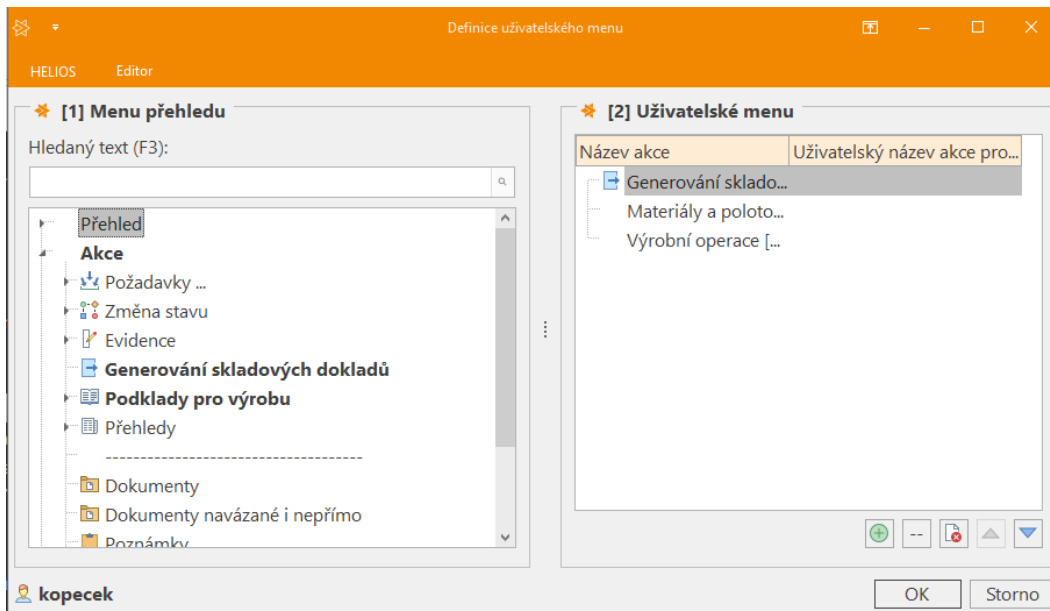 Definice uživatelského menu
HELIOS Editor
[1] Menu přehledu
Hledaný text (F3):
Přehled
Akce
Požadavky ...
Změna stavu
Evidence
Generování skladových dokladů
Podklady pro výrobu
Přehledy
-------------------------------------
Dokumenty
Dokumenty navázané i nepřímo
Poznámky
[2] Uživatelské menu
Název akce Uživatelský název akce pro...
Generování sklado...
Materiály a poloto...
Výrobní operace [...
--
kopecek
OK Storno